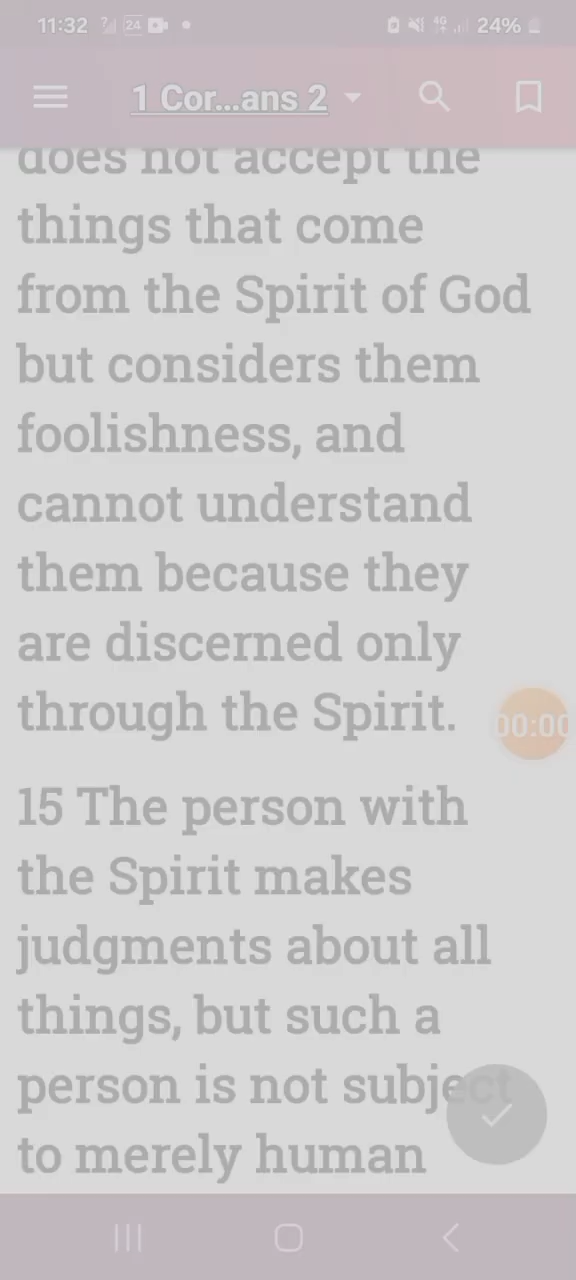 11:32 24 4G 24%
1 Cor...ans 2
does not accept the
things that come
from the Spirit of God
but considers them
foolishness, and
cannot understand
them because they
are discerned only
through the Spirit.
00:00
15 The person with
the Spirit makes
judgments about all
things, but such a
person is not subject
to merely human